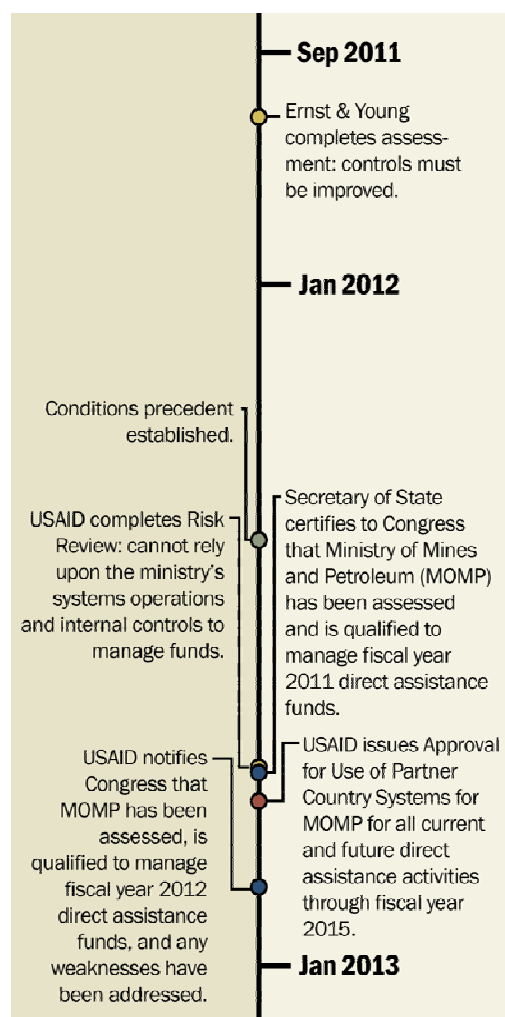 Sep 2011
Ernst & Young
completes assess-
ment: controls must
be improved.
Jan 2012
Conditions precedent
established.
USAID completes Risk
Review: cannot rely
upon the ministry's
systems operations
and internal controls to
manage funds.
Secretary of State
certifies to Congress
that Ministry of Mines
and Petroleum (MOMP)
has been assessed
and is qualified to
manage fiscal year
2011 direct assistance
funds.
USAID issues Approval
for Use of Partner
Country Systems for
MOMP for all current
and future direct
assistance activities
through fiscal year
2015.
USAID notifies
Congress that
MOMP has been
assessed, is
qualified to manage
fiscal year 2012
direct assistance
funds, and any
weaknesses have
been addressed.
Jan 2013